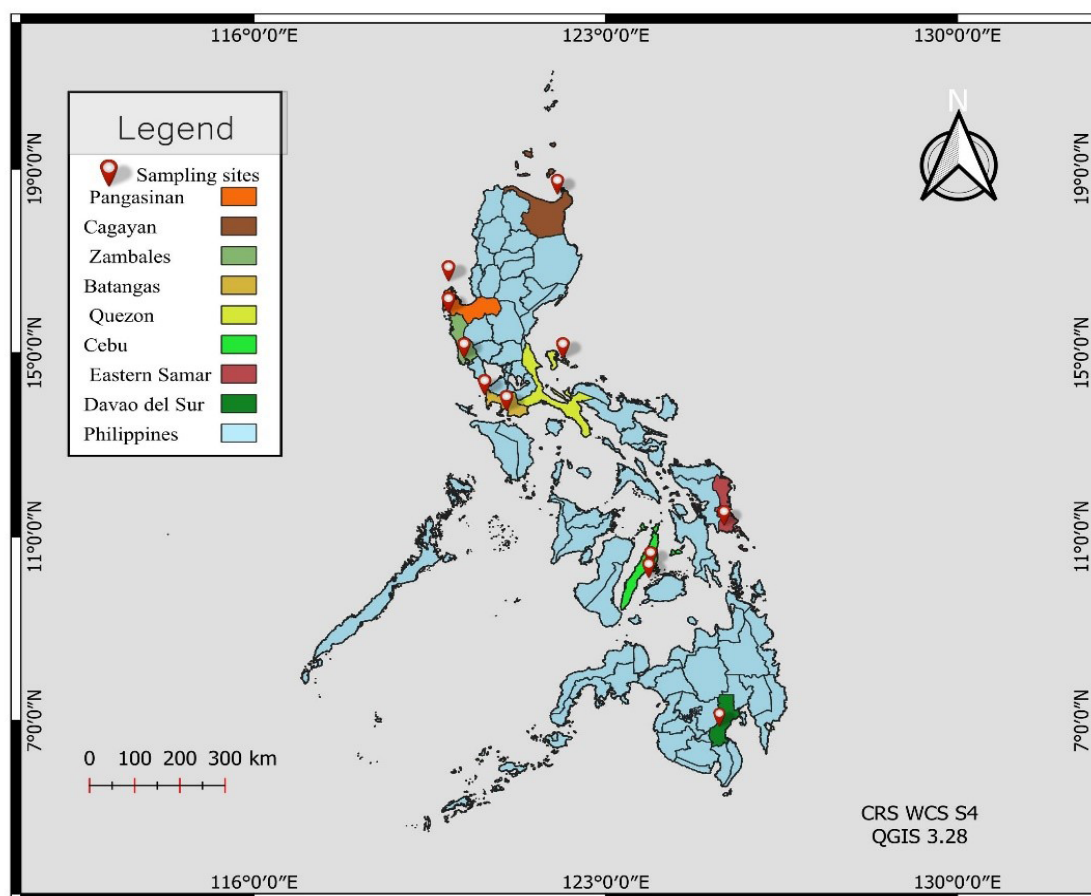 116°0′0″E
123°0′0″E
130°0′0″E
19°0′0″N
15°0′0″N
11°0′0″N
7°0′0″N
Legend
Sampling sites
Pangasinan
Cagayan
Zambales
Batangas
Quezon
Cebu
Eastern Samar
Davao del Sur
Philippines
N
19°0′0″N
15°0′0″N
11°0′0″N
7°0′0″N
0 100 200 300 km
CRS WCS S4
QGIS 3.28
116°0′0″E
123°0′0″E
130°0′0″E